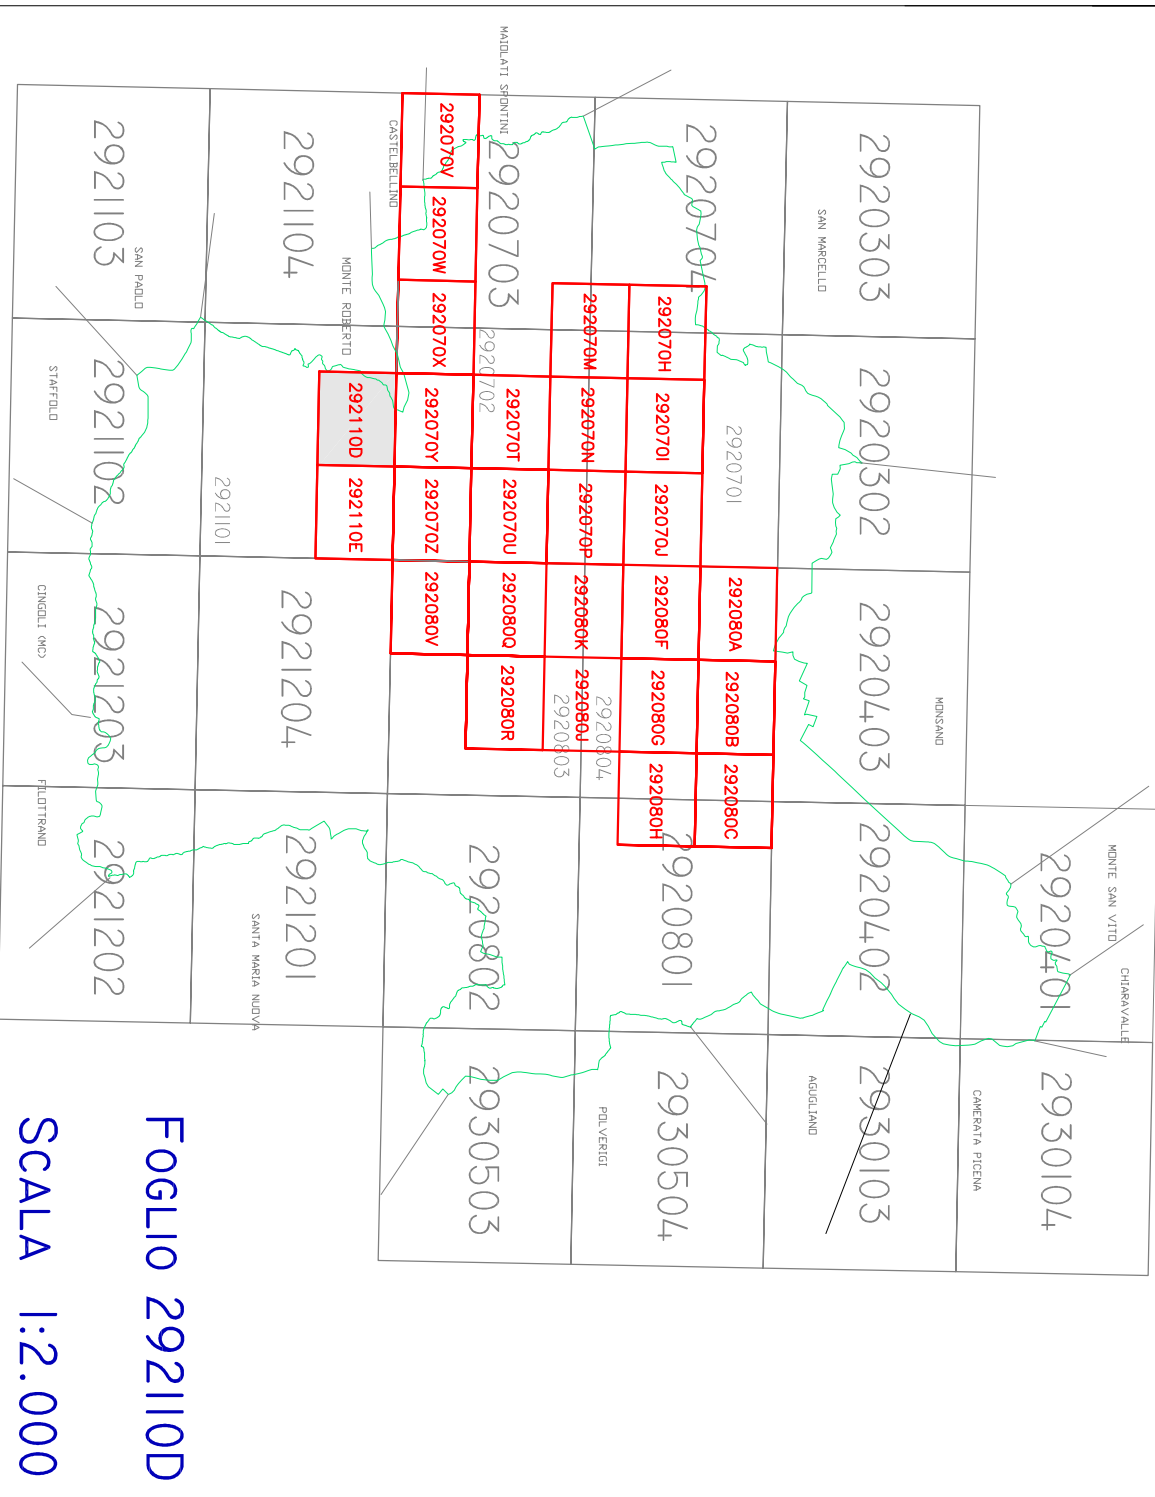 CHIARAVALLE
MONTE SAN VITO
2920401
2930104
CAMERATA PICENA
MONSANO
2920303
2920302
2920403
2920402
2930103
SAN MARCELLO
AGUGLIANO
2920701
292080A
292080B
292080C
2920704
292070H
292070I
292070J
292080F
292080G
292080H
2920801
2930504
2920804
POLVERIGI
292070M
292070N
292070P
292080K
292080J
2920803
MAIOLATI SPONTINI
2920703
292070T
292070U
292080Q
292080R
2920802
2930503
2920702
292070V
292070W
292070X
292070Y
292070Z
292080V
CASTELBELLINO
292110D
292110E
MONTE ROBERTO
2921104
2921204
2921201
SANTA MARIA NUOVA
2921101
FOGLIO 292110D
SAN PAOLO
2921103
2921102
2921203
2921202
STAFFOLO
CINGOLI (MC)
FILOTTRANO
SCALA 1:2.000